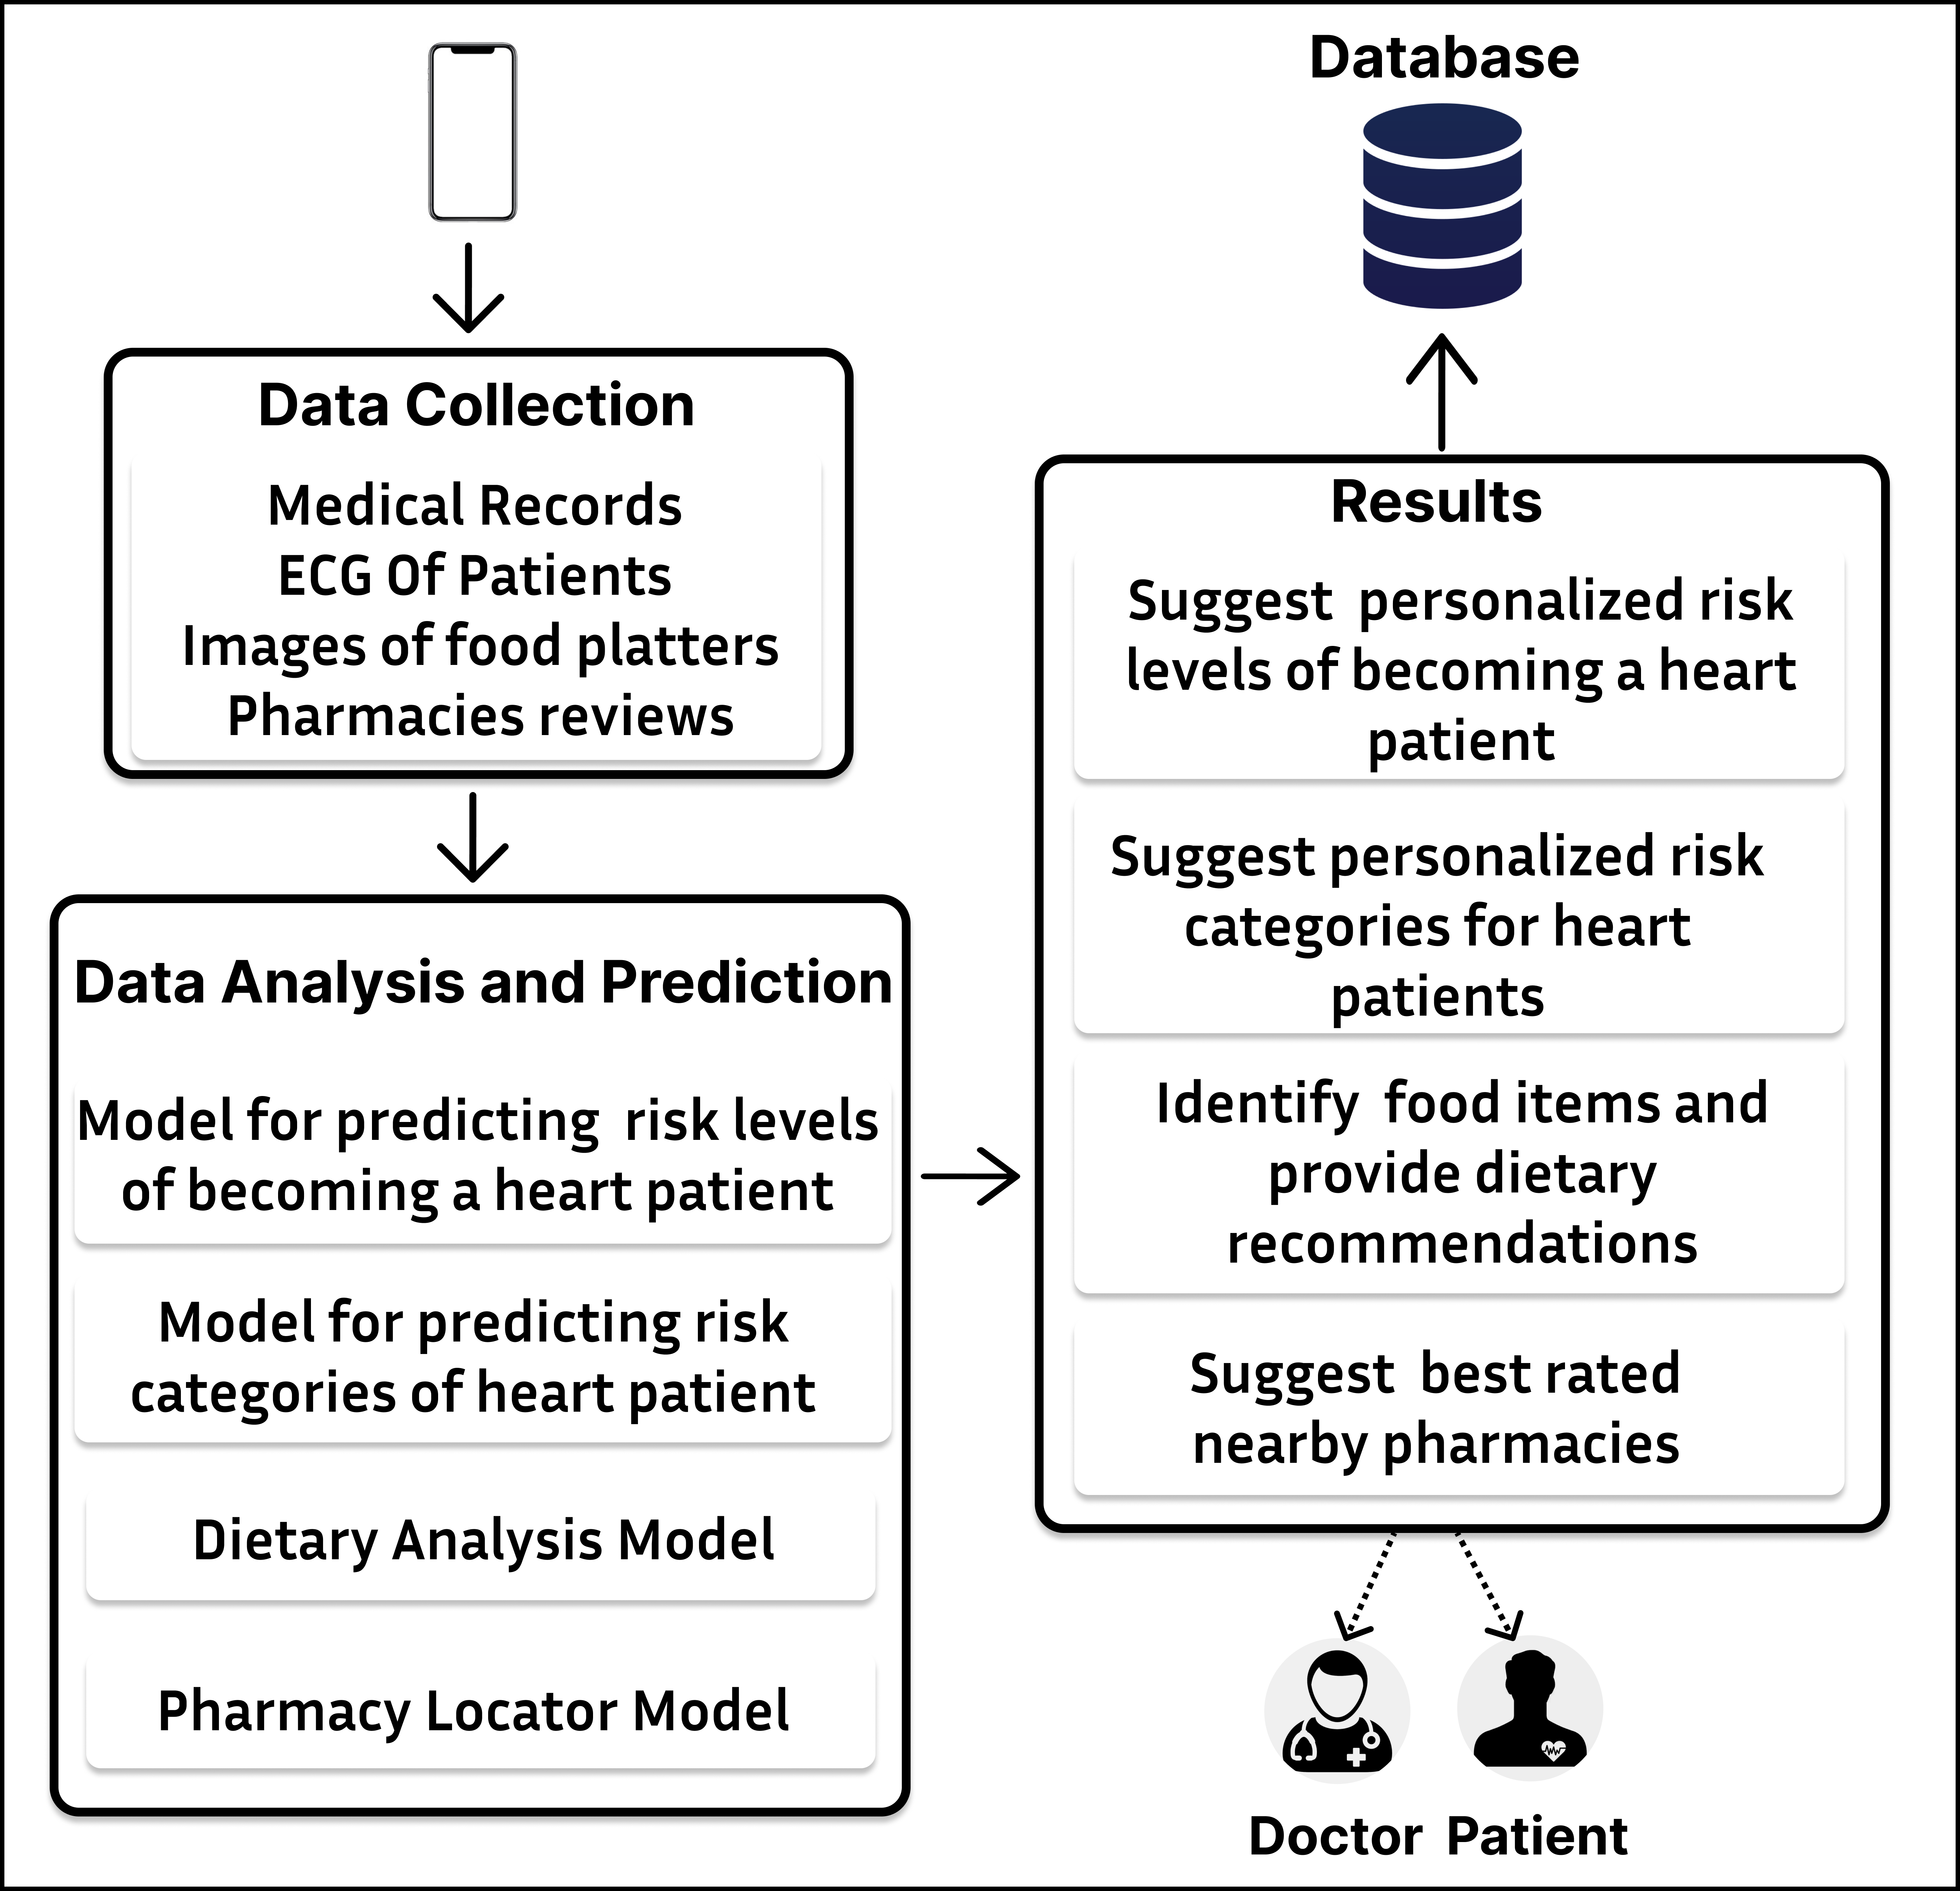 Data Collection
Medical Records
ECG Of Patients
Images of food platters
Pharmacies reviews
Data Analysis and Prediction
Model for predicting risk levels
of becoming a heart patient
Model for predicting risk
categories of heart patient
Dietary Analysis Model
Pharmacy Locator Model
Database
Results
Suggest personalized risk
levels of becoming a heart
patient
Suggest personalized risk
categories for heart
patients
Identify food items and
provide dietary
recommendations
Suggest best rated
nearby pharmacies
Doctor Patient